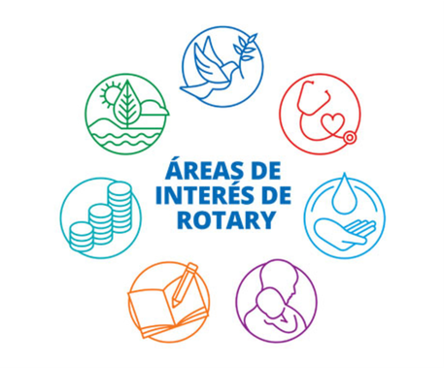 ÁREAS DE
INTERÉS DE
ROTARY